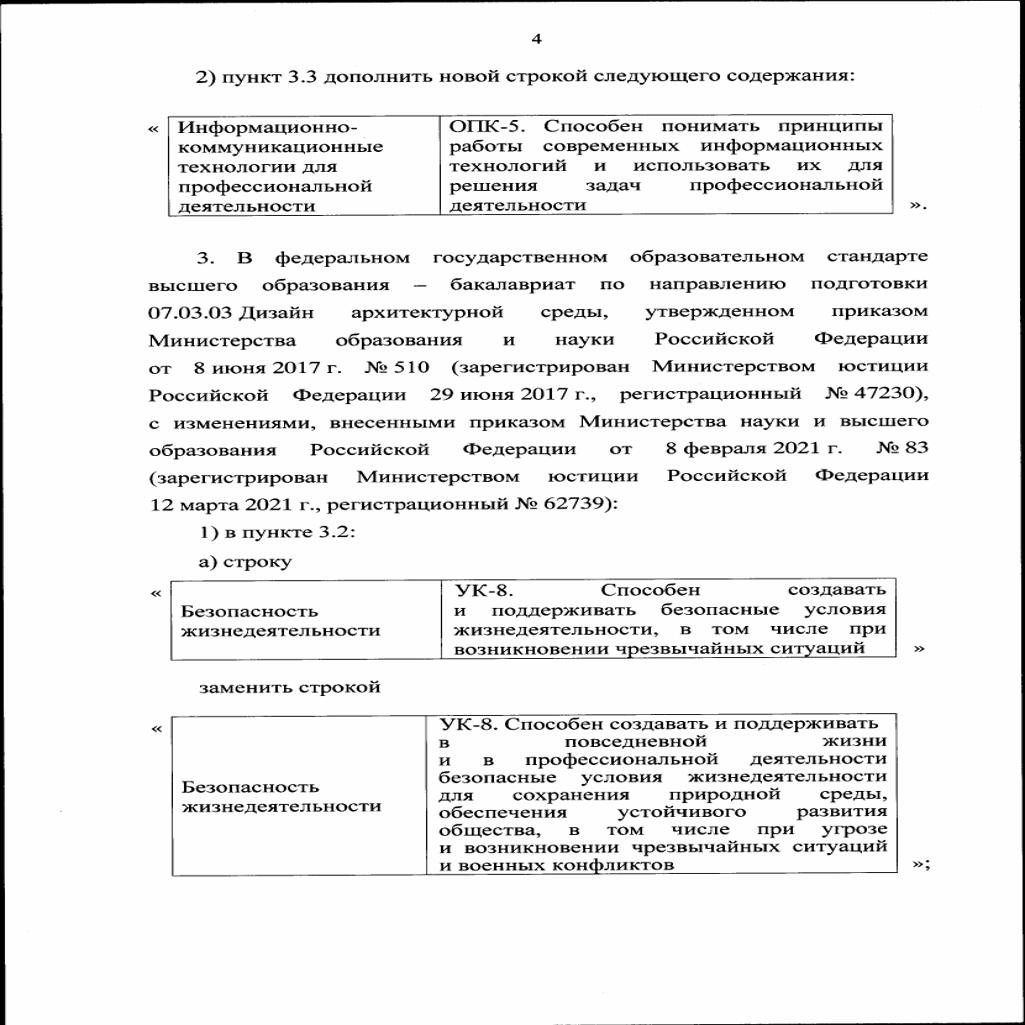 4
2) пункт 3.3 дополнить новой строкой следующего содержания:
« Информационно-
коммуникационные
технологии для
профессиональной
деятельности
ОПК-5. Способен понимать принципы
работы современных информационных
технологий и использовать их для
решения задач профессиональной
деятельности
».
3. В федеральном государственном образовательном стандарте
высшего образования – бакалавриат по направлению подготовки
07.03.03 Дизайн архитектурной среды, утвержденном приказом
Министерства образования и науки Российской Федерации
от 8 июня 2017 г. № 510 (зарегистрирован Министерством юстиции
Российской Федерации 29 июня 2017 г., регистрационный № 47230),
с изменениями, внесенными приказом Министерства науки и высшего
образования Российской Федерации от 8 февраля 2021 г. № 83
(зарегистрирован Министерством юстиции Российской Федерации
12 марта 2021 г., регистрационный № 62739):
1) в пункте 3.2:
а) строку
«
Безопасность
жизнедеятельности
УК-8. Способен создавать
и поддерживать безопасные условия
жизнедеятельности, в том числе при
возникновении чрезвычайных ситуаций
»
заменить строкой
«
Безопасность
жизнедеятельности
УК-8. Способен создавать и поддерживать
в повседневной жизни
и в профессиональной деятельности
безопасные условия жизнедеятельности
для сохранения природной среды,
обеспечения устойчивого развития
общества, в том числе при угрозе
и возникновении чрезвычайных ситуаций
и военных конфликтов
»;